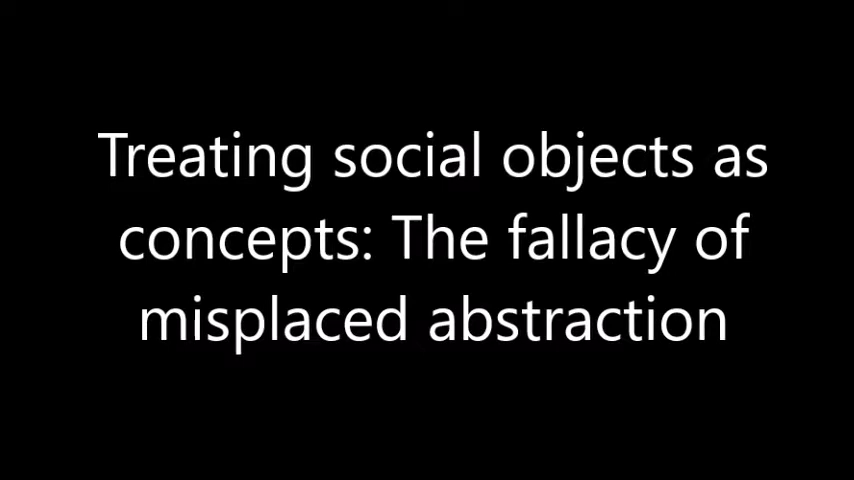 Treating social objects as
concepts: The fallacy of
misplaced abstraction